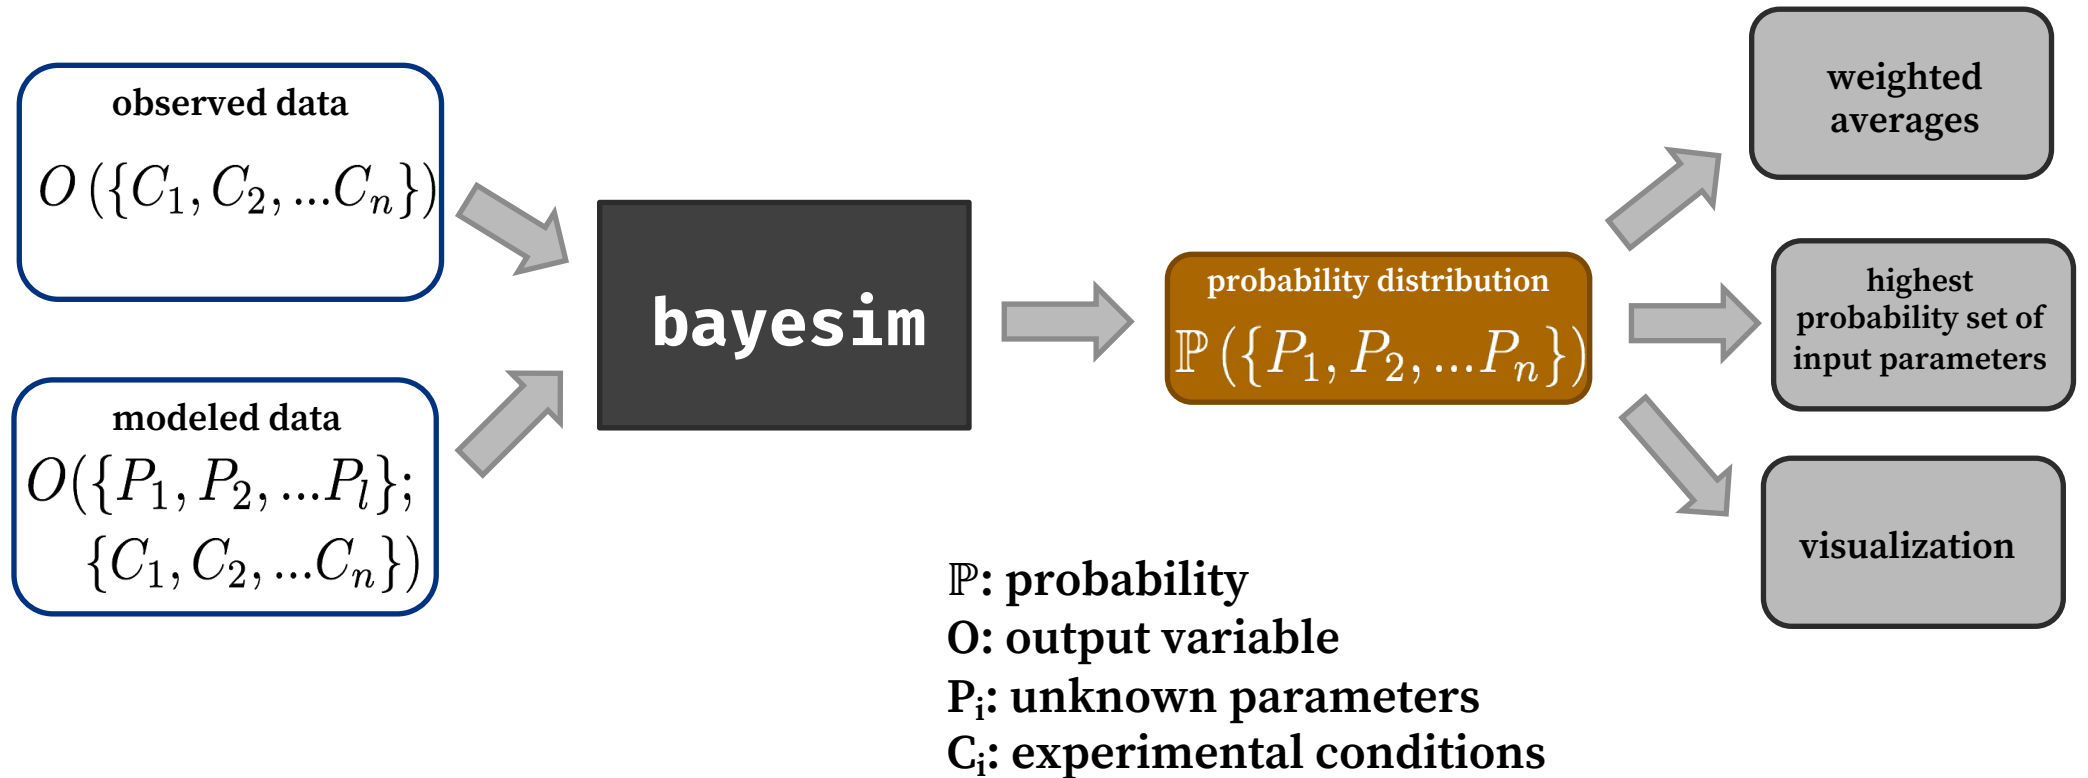 observed data
O ({C₁, C₂, ...Cₙ})
modeled data
O({P₁, P₂, ...Pₗ};
{C₁, C₂, ...Cₙ})
bayesim
probability distribution
ℙ ({P₁, P₂, ...Pₙ})
weighted
averages
highest
probability set of
input parameters
visualization
ℙ: probability
O: output variable
Pᵢ: unknown parameters
Cᵢ: experimental conditions